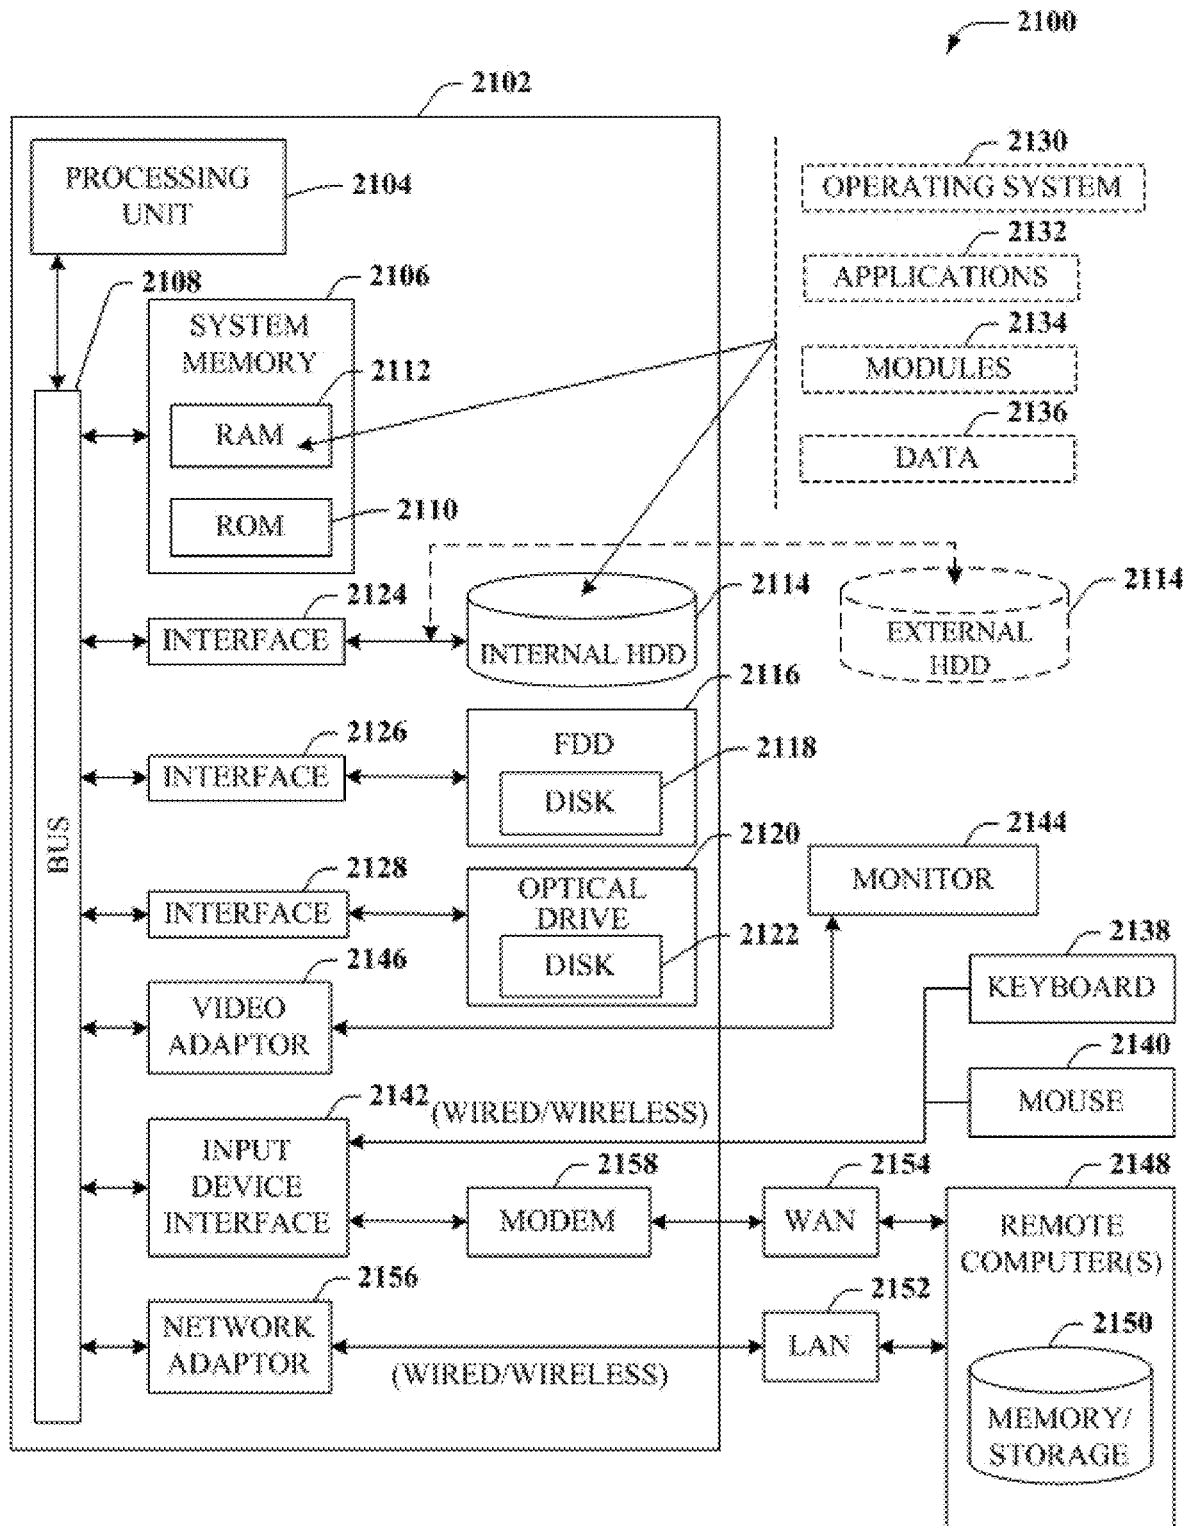 2100
2102
PROCESSING
UNIT
2104
2130
OPERATING SYSTEM
2132
APPLICATIONS
2134
MODULES
2136
DATA
2108
2106
SYSTEM
MEMORY
2112
RAM
2110
ROM
BUS
2124
INTERFACE
2114
INTERNAL HDD
2114
EXTERNAL
HDD
2126
INTERFACE
2116
FDD
2118
DISK
2128
INTERFACE
2120
OPTICAL
DRIVE
2122
DISK
2144
MONITOR
2146
VIDEO
ADAPTOR
2138
KEYBOARD
2140
MOUSE
2142
(WIRED/WIRELESS)
INPUT
DEVICE
INTERFACE
2158
MODEM
2154
WAN
2148
REMOTE
COMPUTER(S)
2156
NETWORK
ADAPTOR
(WIRED/WIRELESS)
2152
LAN
2150
MEMORY/
STORAGE